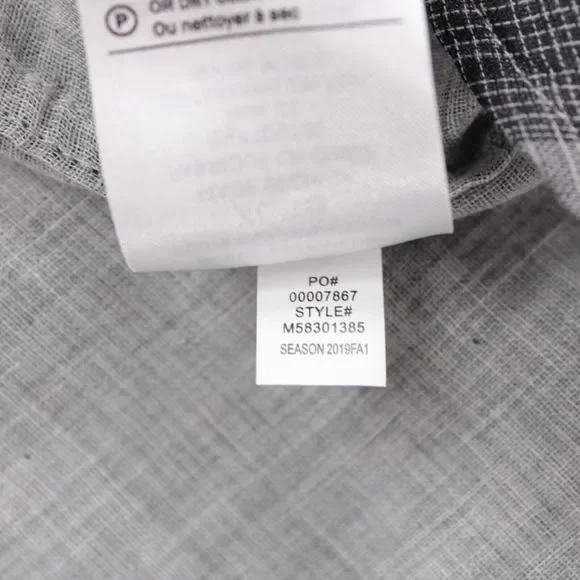 P
Ou nettoyer à sec
PO#
00007867
STYLE#
M58301385
SEASON 2019FA1